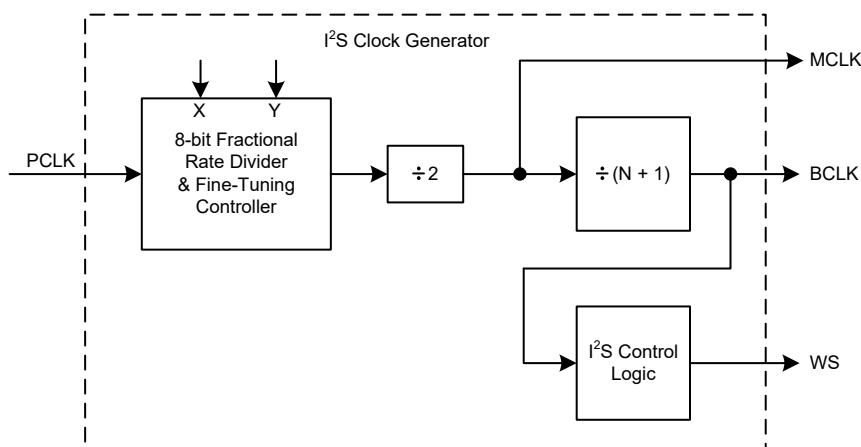 I²S Clock Generator
MCLK
X Y
8-bit Fractional
Rate Divider
& Fine-Tuning
Controller
PCLK
÷2
÷(N + 1)
BCLK
I²S Control
Logic
WS